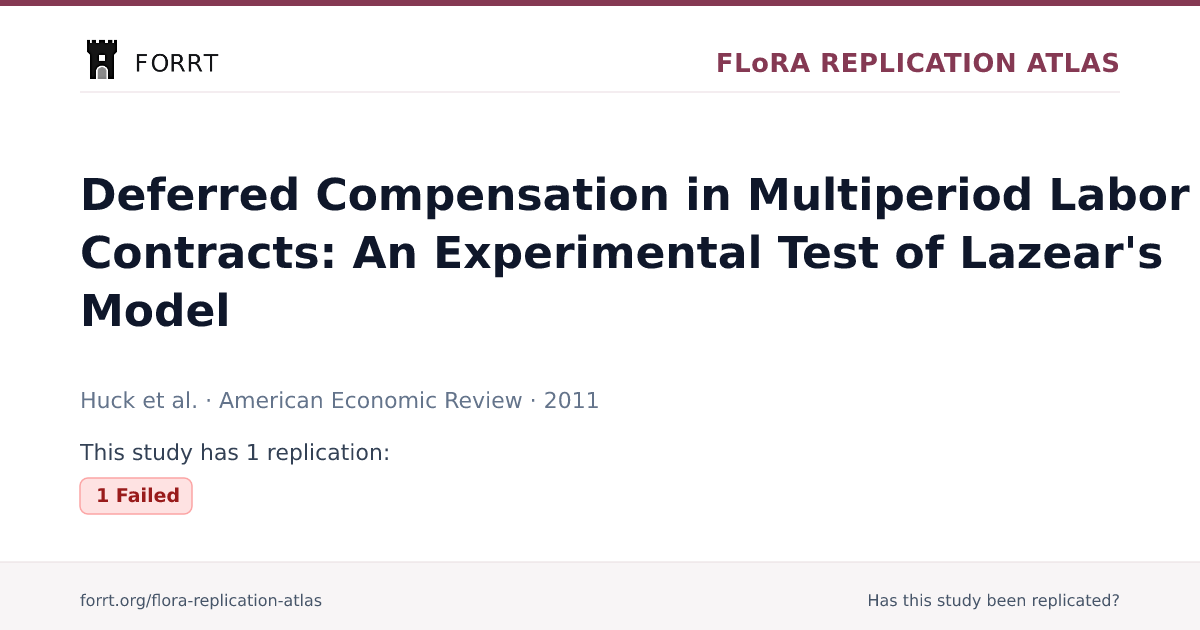 FORRT
FLoRA REPLICATION ATLAS
Deferred Compensation in Multiperiod Labor
Contracts: An Experimental Test of Lazear's
Model
Huck et al. · American Economic Review · 2011
This study has 1 replication:
1 Failed
forrt.org/flora-replication-atlas
Has this study been replicated?